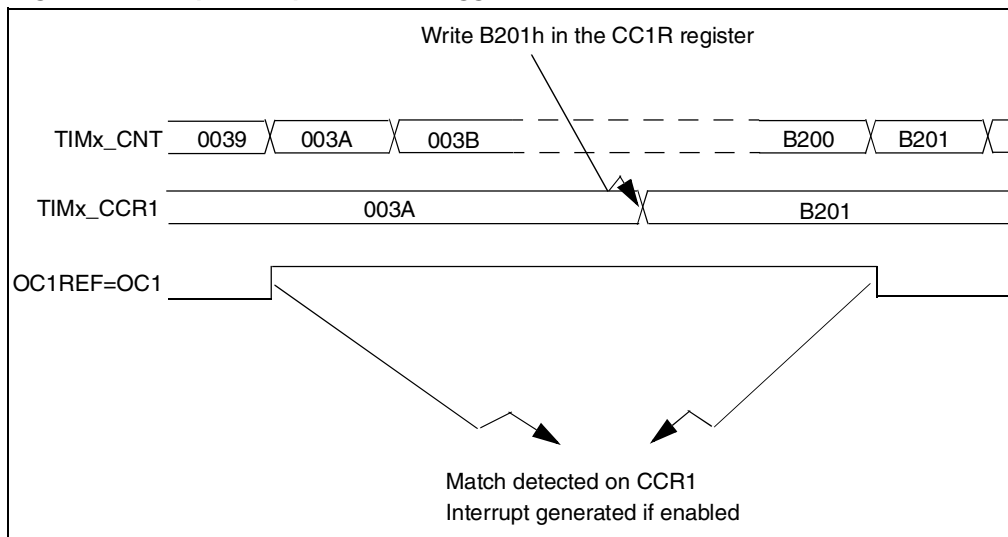 Write B201h in the CC1R register
TIMx_CNT 0039 003A 003B B200 B201
TIMx_CCR1 003A B201
OC1REF=OC1
Match detected on CCR1
Interrupt generated if enabled